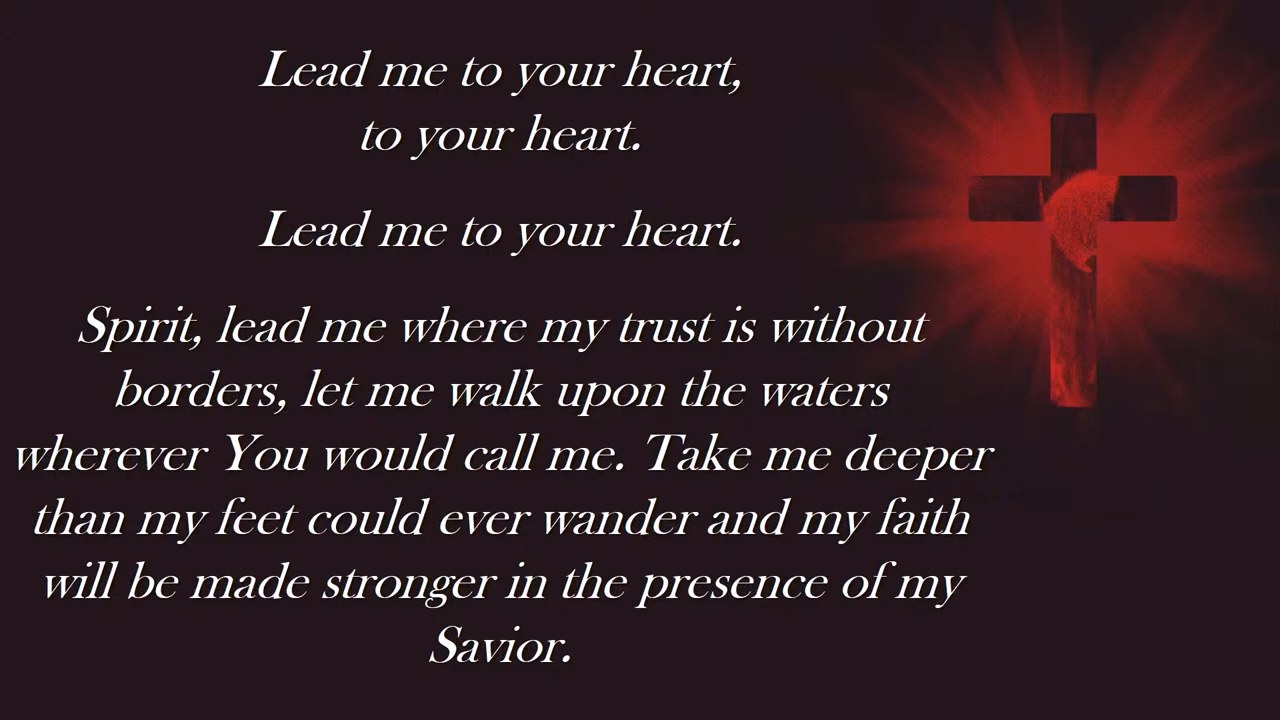 Lead me to your heart,
to your heart.
Lead me to your heart.
Spirit, lead me where my trust is without
borders, let me walk upon the waters
wherever You would call me. Take me deeper
than my feet could ever wander and my faith
will be made stronger in the presence of my
Savior.